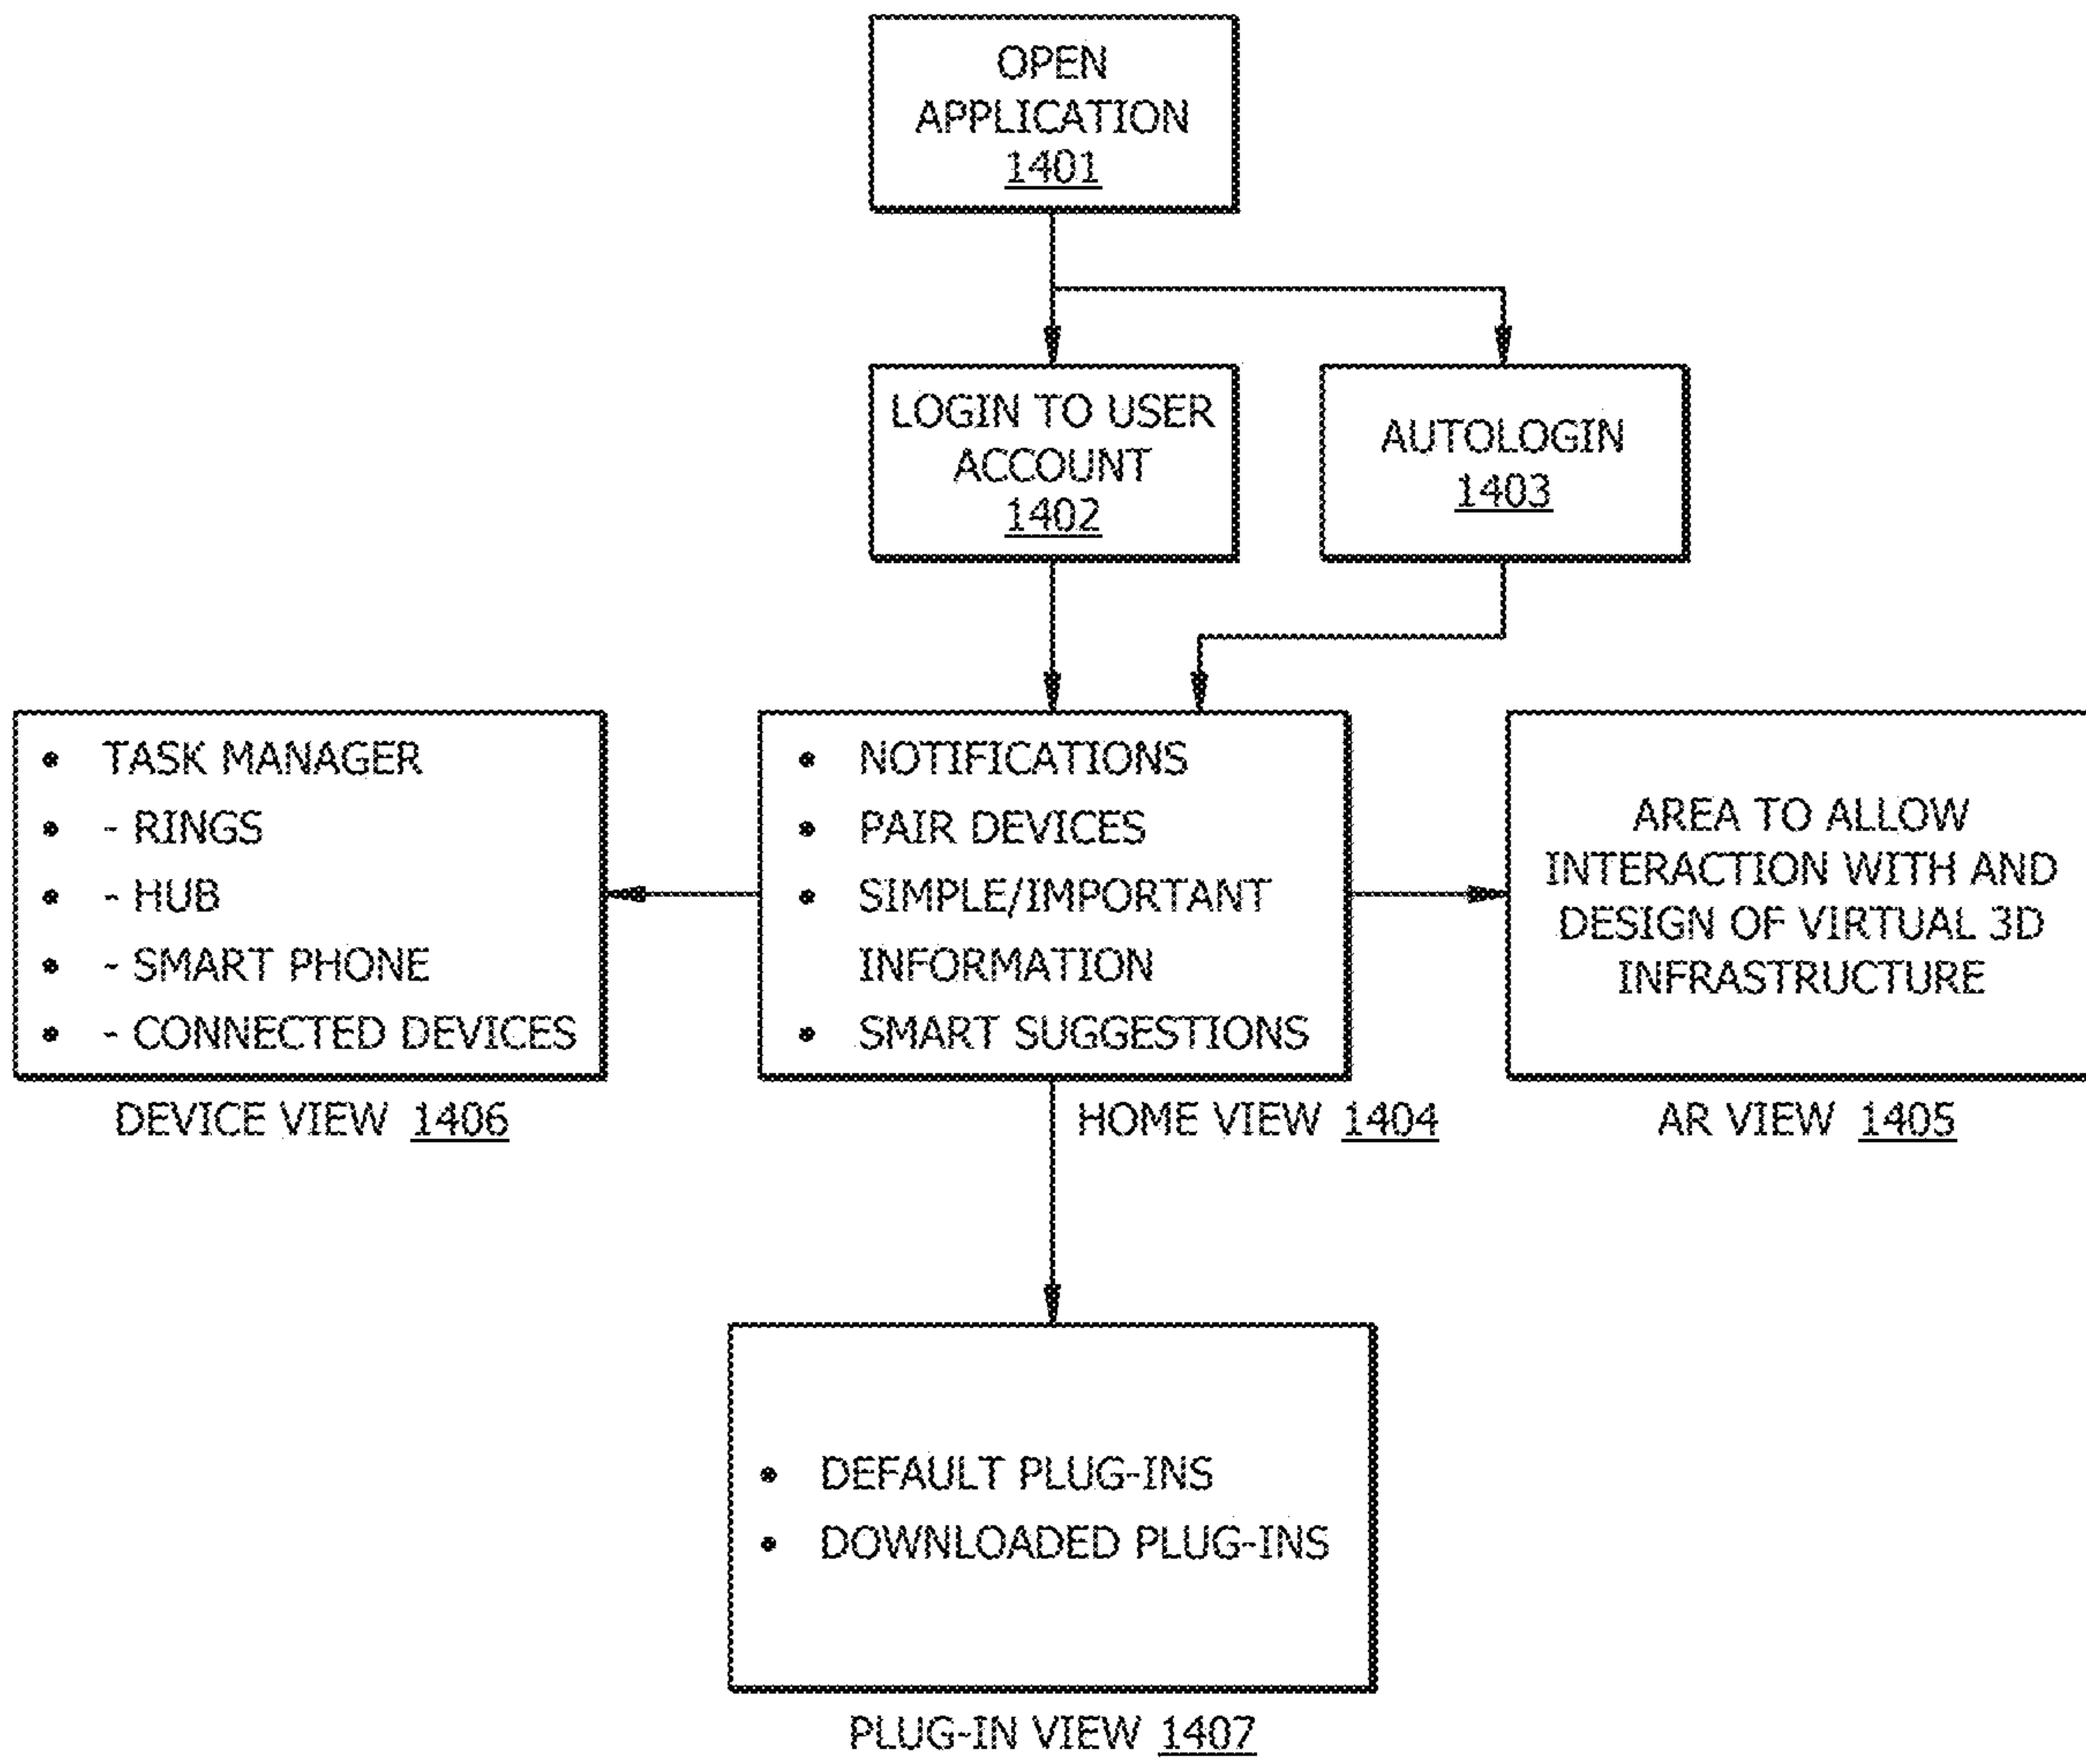 OPEN
APPLICATION
1401
LOGIN TO USER
ACCOUNT
1402
AUTOLOGIN
1403
• TASK MANAGER
• - RINGS
• - HUB
• - SMART PHONE
• - CONNECTED DEVICES
DEVICE VIEW 1406
• NOTIFICATIONS
• PAIR DEVICES
• SIMPLE/IMPORTANT
INFORMATION
• SMART SUGGESTIONS
HOME VIEW 1404
AREA TO ALLOW
INTERACTION WITH AND
DESIGN OF VIRTUAL 3D
INFRASTRUCTURE
AR VIEW 1405
• DEFAULT PLUG-INS
• DOWNLOADED PLUG-INS
PLUG-IN VIEW 1407